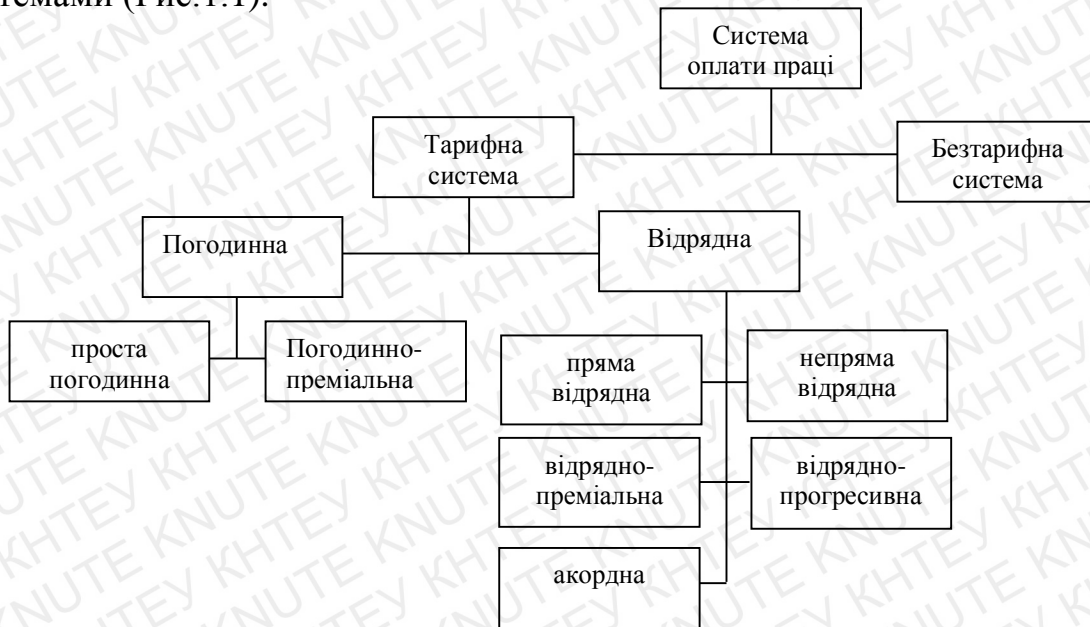 темами (Рис.1.1).
Система
оплати праці
Тарифна
система
Безтарифна
система
Погодинна
Відрядна
проста
погодинна
Погодинно-
преміальна
пряма
відрядна
непряма
відрядна
відрядно-
преміальна
відрядно-
прогресивна
акордна